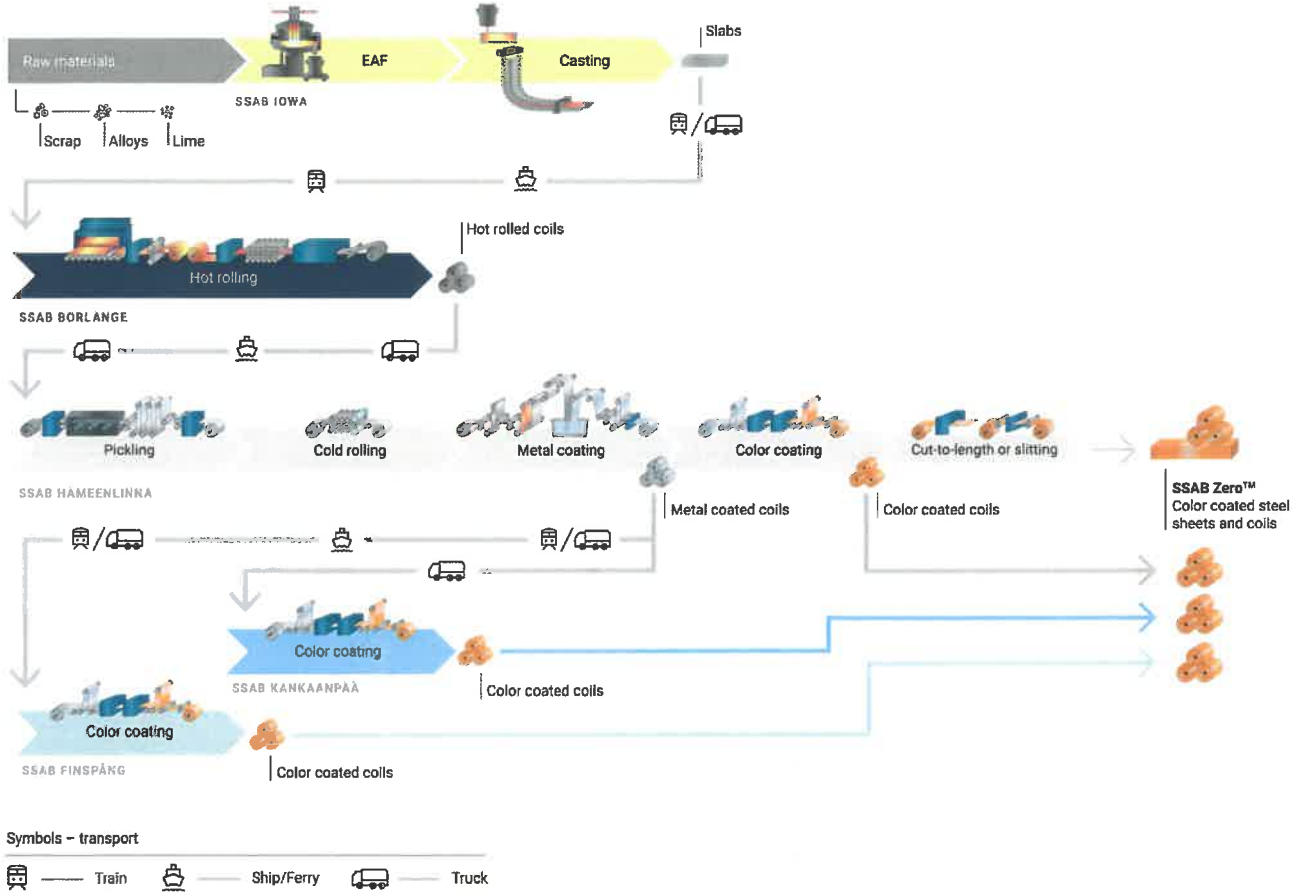 Slabs
Raw materials
EAF
Casting
SSAB IOWA
Scrap
Alloys
Lime
/
Hot rolled coils
Hot rolling
SSAB BORLANGE
Pickling
Cold rolling
Metal coating
Color coating
Cut-to-length or slitting
SSAB HÄMEENLINNA
SSAB Zero™
Color coated steel
sheets and coils
Metal coated coils
Color coated coils
/
/
Color coating
SSAB KANKAANPÄÄ
Color coated coils
Color coating
SSAB FINSPÅNG
Color coated coils
Symbols – transport
Train
Ship/Ferry
Truck